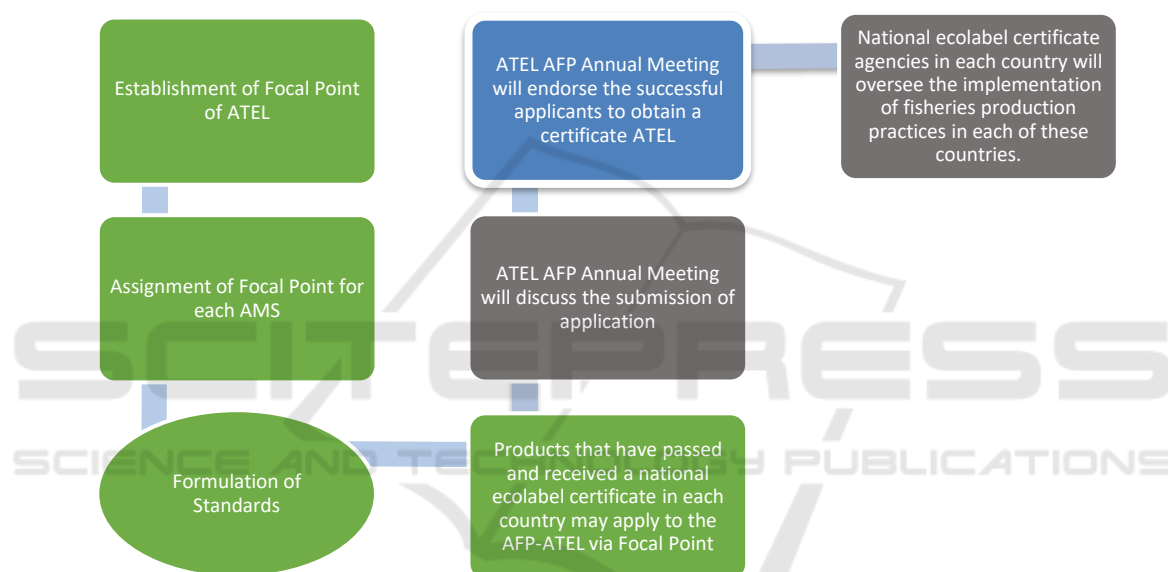 Establishment of Focal Point
of ATEL
Assignment of Focal Point for
each AMS
Formulation of
Standards
Products that have passed
and received a national
ecolabel certificate in each
country may apply to the
AFP-ATEL via Focal Point
ATEL AFP Annual Meeting
will discuss the submission of
application
ATEL AFP Annual Meeting
will endorse the successful
applicants to obtain a
certificate ATEL
National ecolabel certificate
agencies in each country will
oversee the implementation
of fisheries production
practices in each of these
countries.
SCITEPRESS
SCIENCE AND TECHNOLOGY PUBLICATIONS